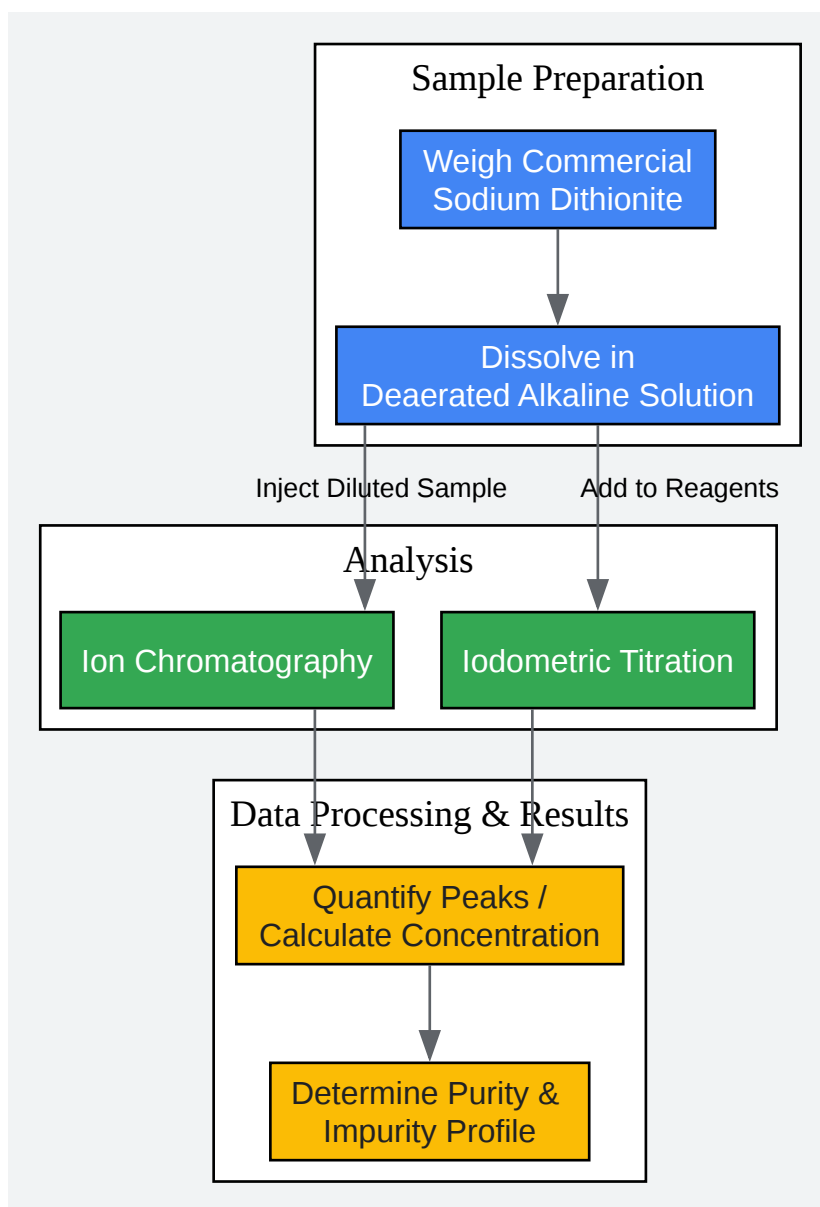 Sample Preparation
Weigh Commercial
Sodium Dithionite
Dissolve in
Deaerated Alkaline Solution
Inject Diluted Sample
Add to Reagents
Analysis
Ion Chromatography
Iodometric Titration
Data Processing & Results
Quantify Peaks /
Calculate Concentration
Determine Purity &
Impurity Profile